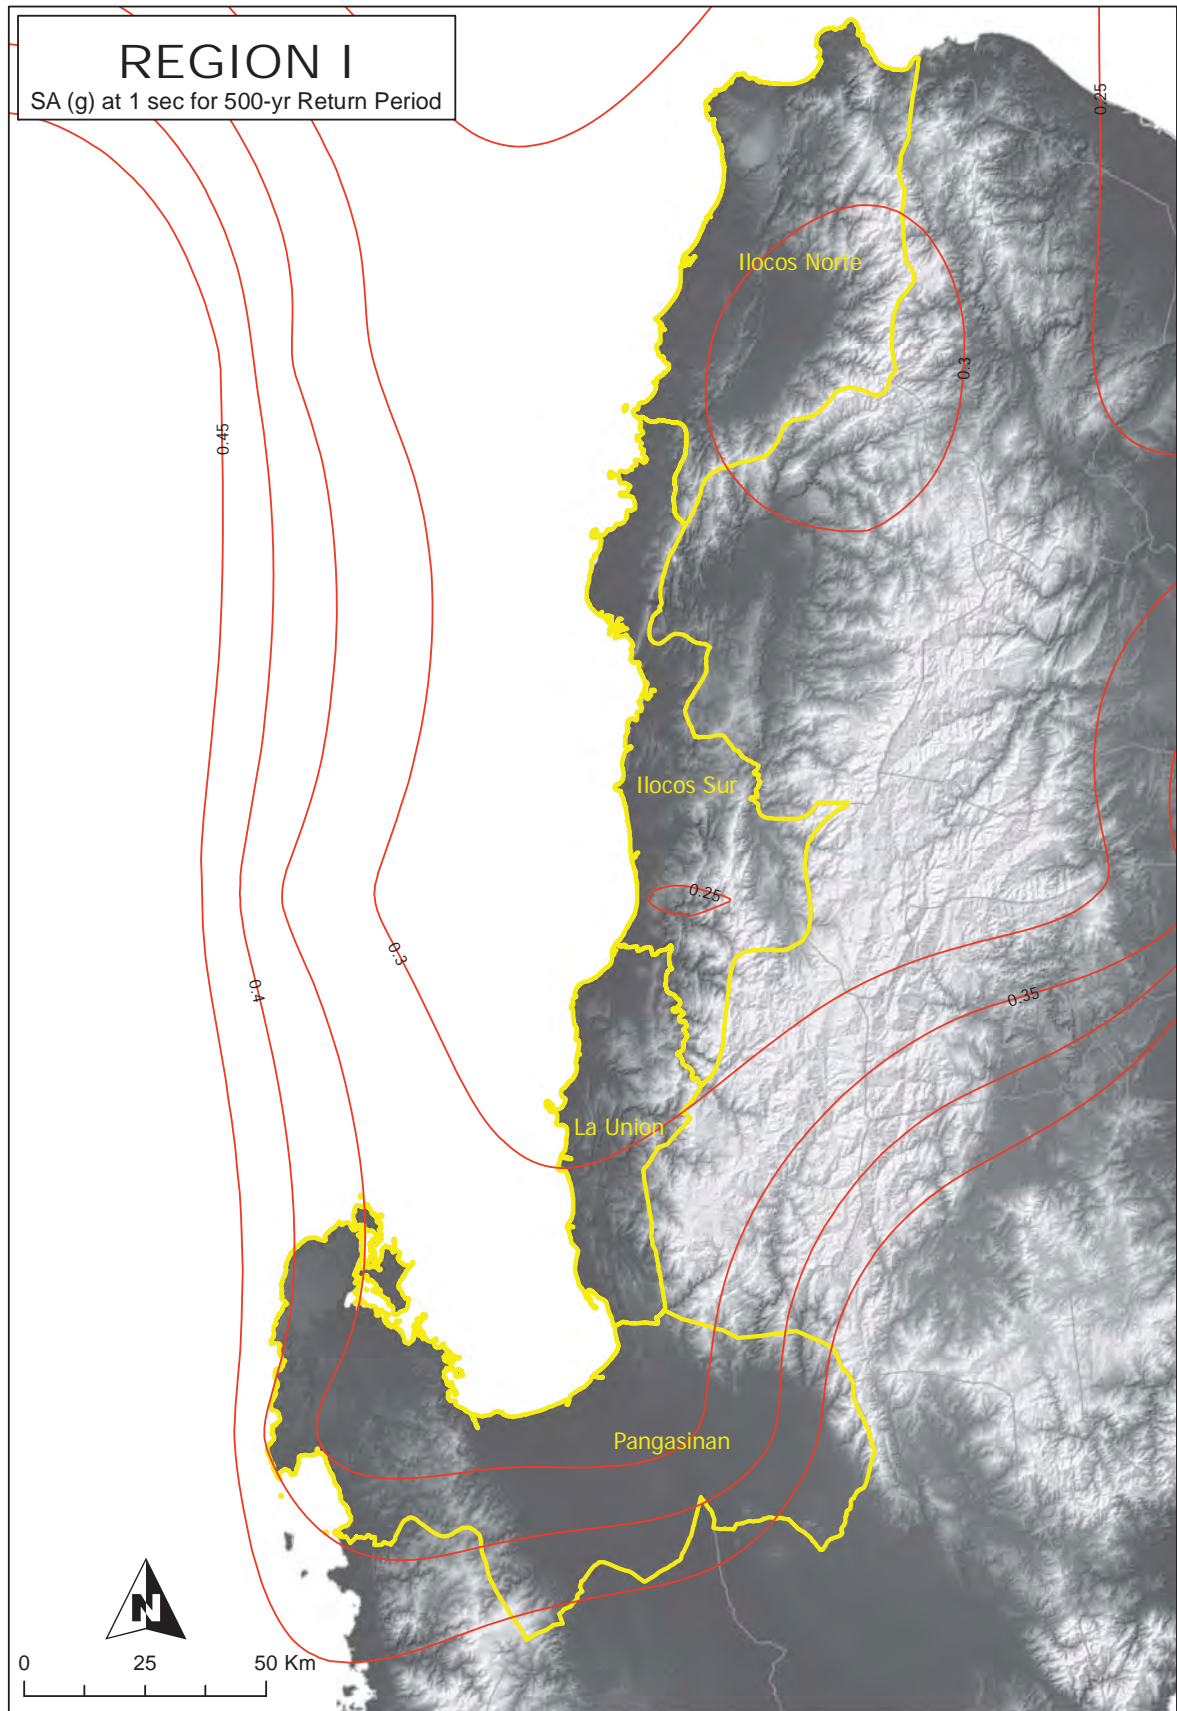 REGION I
SA (g) at 1 sec for 500-yr Return Period
0.25
Ilocos Norte
0.3
0.45
Ilocos Sur
0.25
0.3
0.4
0.35
La Union
Pangasinan
N
0 25 50 Km